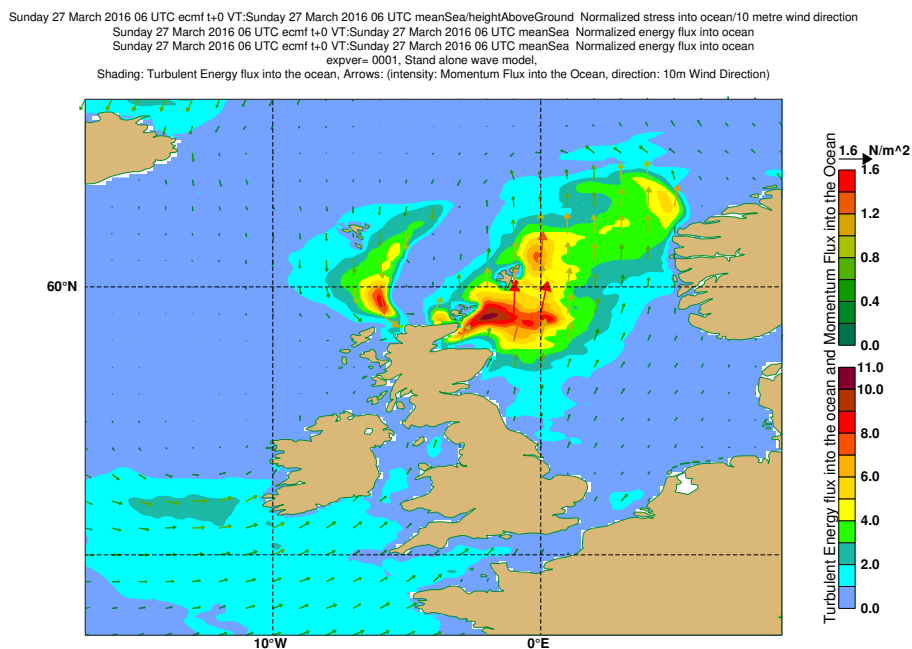 Sunday 27 March 2016 06 UTC ecmf t+0 VT:Sunday 27 March 2016 06 UTC meanSea/heightAboveGround Normalized stress into ocean/10 metre wind direction
Sunday 27 March 2016 06 UTC ecmf t+0 VT:Sunday 27 March 2016 06 UTC meanSea Normalized energy flux into ocean
Sunday 27 March 2016 06 UTC ecmf t+0 VT:Sunday 27 March 2016 06 UTC meanSea Normalized energy flux into ocean
expver= 0001, Stand alone wave model,
Shading: Turbulent Energy flux into the ocean, Arrows: (intensity: Momentum Flux into the Ocean, direction: 10m Wind Direction)
60°N
10°W
0°E
Turbulent Energy flux into the ocean and Momentum Flux into the Ocean
1.6 N/m^2
1.6
1.2
0.8
0.4
0.0
11.0
10.0
8.0
6.0
4.0
2.0
0.0